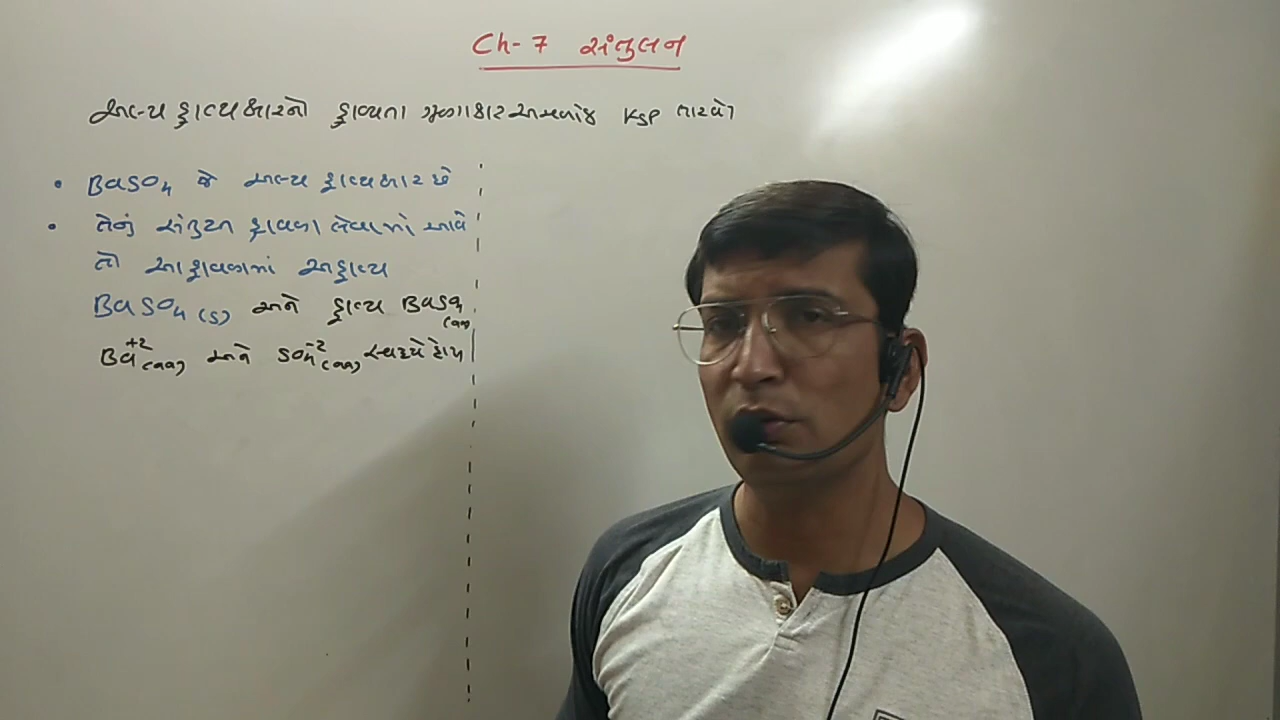 Ch-7 સંતુલન
અલ્પ દ્રાવ્યક્ષારનો દ્રાવ્યતા ગુણાકાર અચળાંક KSP તારવો
• BaSO4 એ અલ્પ દ્રાવ્યક્ષાર છે
• તેનું સંતૃપ્ત દ્રાવણ લેવામાં આવે
તો આ દ્રાવણમાં અદ્રાવ્ય
BaSO4(s) અને દ્રાવ્ય BaSO4(aq)
Ba+2(aq) અને SO4-2(aq) સ્વરૂપે હોય